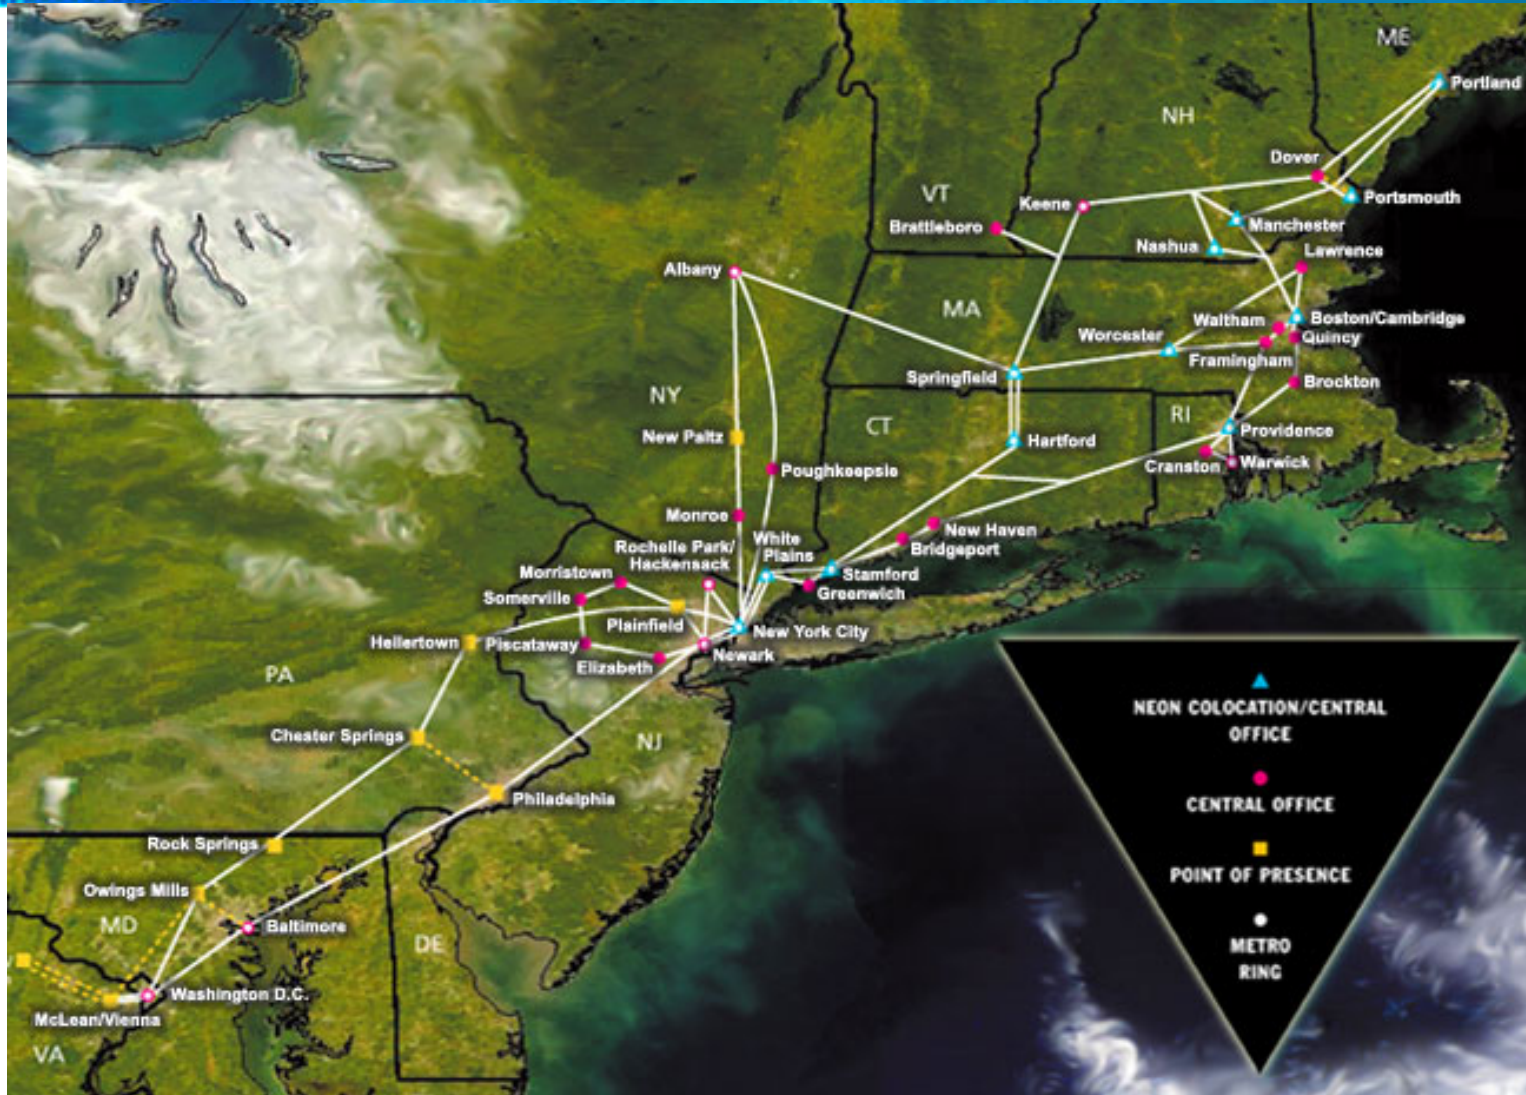 ME
Portland
NH
Dover
VT
Keene
Portsmouth
Brattleboro
Manchester
Nashua
Lawrence
Albany
MA
Waltham
Boston/Cambridge
Worcester
Quincy
Framingham
Springfield
Brockton
NY
RI
CT
New Paltz
Hartford
Providence
Cranston
Warwick
Poughkeepsie
Monroe
New Haven
White
Plains
Bridgeport
Rochelle Park/
Hackensack
Morristown
Stamford
Somerville
Greenwich
Plainfield
New York City
Hellertown
Piscataway
Newark
Elizabeth
PA
Chester Springs
NJ
Philadelphia
Rock Springs
Owings Mills
MD
Baltimore
DE
Washington D.C.
McLean/Vienna
VA
NEON COLOCATION/CENTRAL
OFFICE
CENTRAL OFFICE
POINT OF PRESENCE
METRO
RING